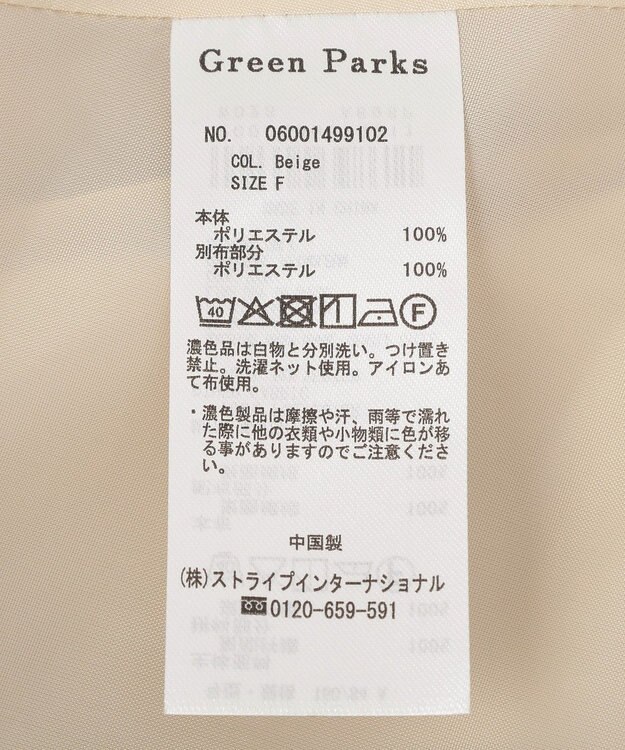 Green Parks
NO. 06001499102
COL. Beige
SIZE F
本体
ポリエステル 100%
別布部分
ポリエステル 100%
40 F
濃色品は白物と分別洗い。つけ置き
禁止。洗濯ネット使用。アイロンあ
て布使用。
・濃色製品は摩擦や汗、雨等で濡れ
た際に他の衣類や小物類に色が移
る事がありますのでご注意くださ
い。
中国製
(株)ストライプインターナショナル
0120-659-591